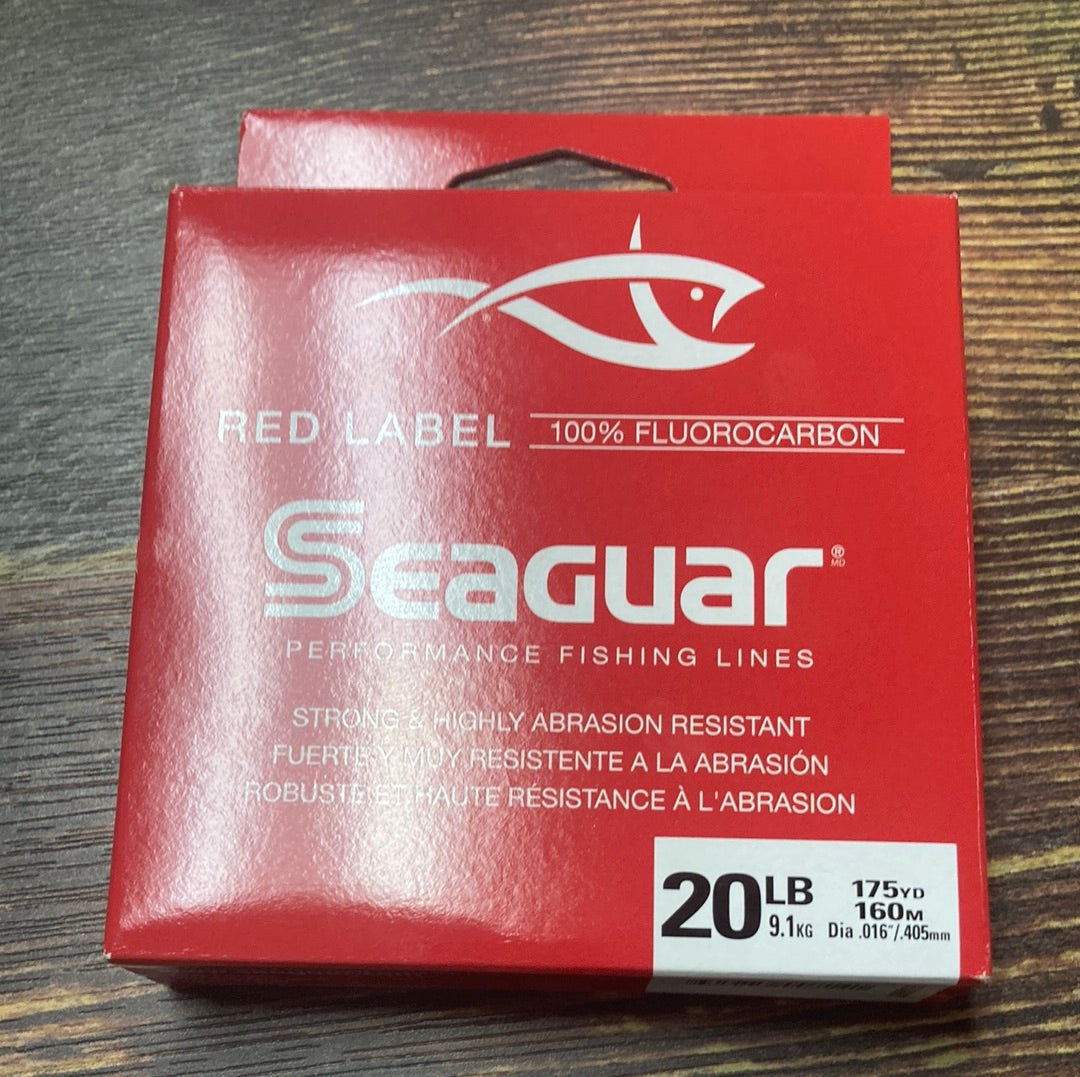 RED LABEL 100% FLUOROCARBON
Seaguar®
MD
PERFORMANCE FISHING LINES
STRONG & HIGHLY ABRASION RESISTANT
FUERTE Y MUY RESISTENTE A LA ABRASIÓN
ROBUSTE ET HAUTE RÉSISTANCE À L'ABRASION
20LB 175YD
160M
9.1KG Dia .016"/.405mm